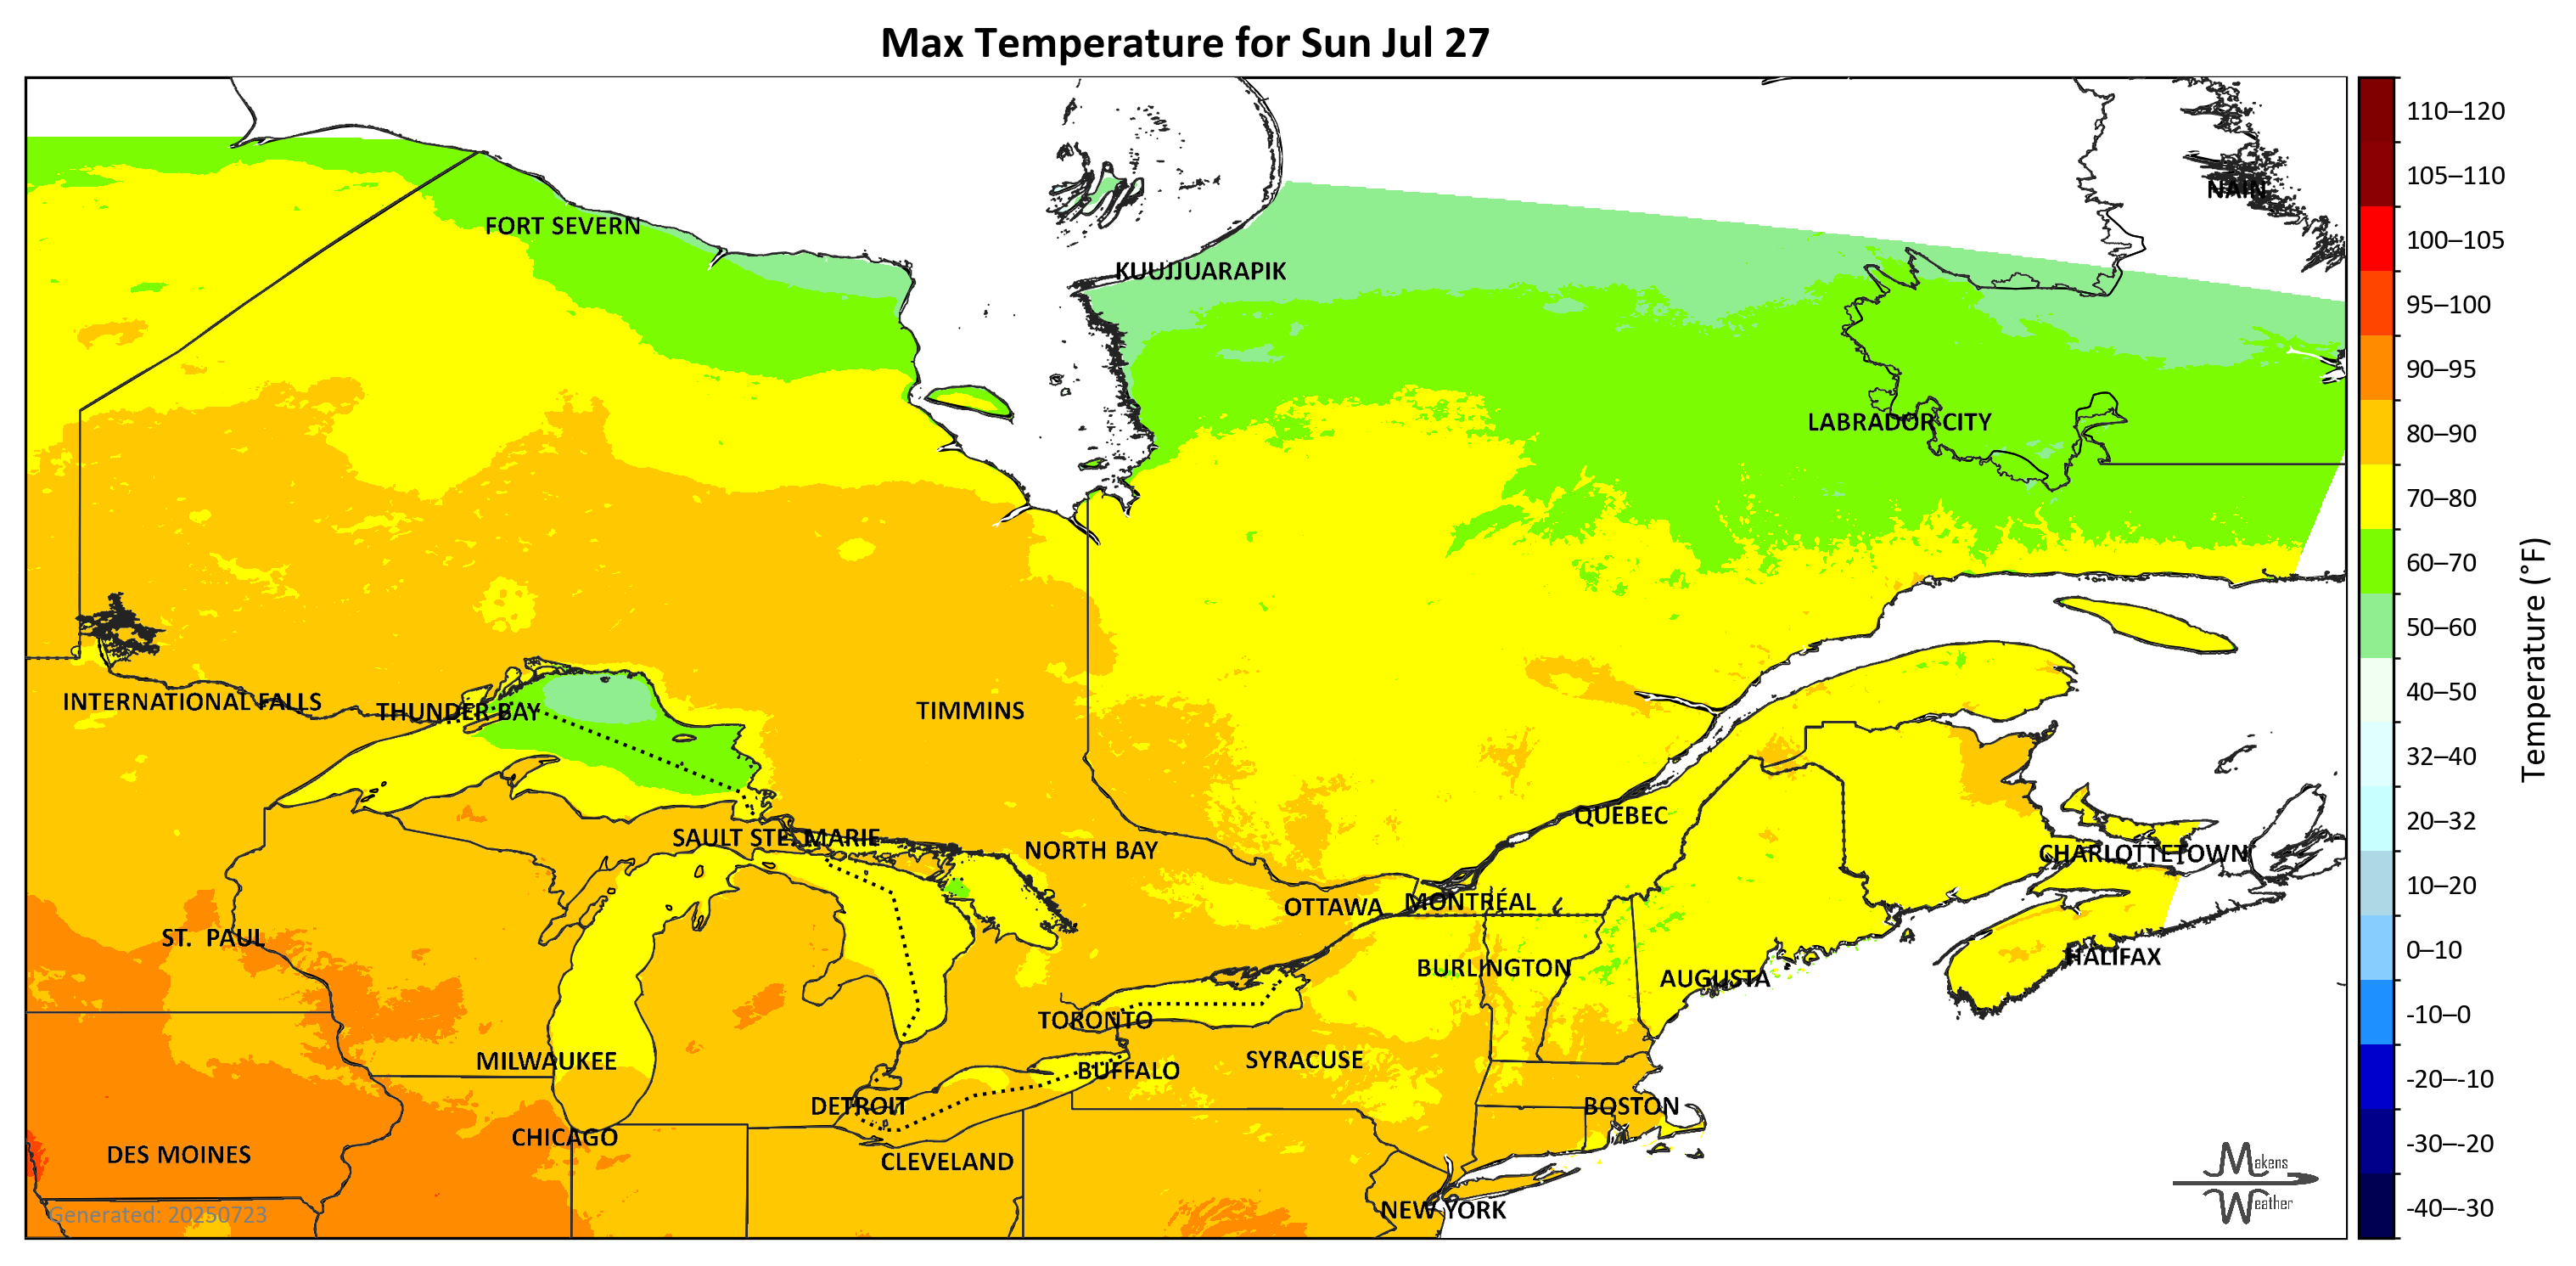 Max Temperature for Sun Jul 27
110–120
105–110
NAIN
FORT SEVERN
100–105
KUUJJUARAPIK
95–100
90–95
LABRADOR CITY
80–90
70–80
60–70
Temperature (°F)
50–60
INTERNATIONAL FALLS
THUNDER BAY
TIMMINS
40–50
32–40
QUEBEC
20–32
SAULT STE. MARIE
NORTH BAY
CHARLOTTETOWN
10–20
OTTAWA
MONTRÉAL
ST. PAUL
0–10
BURLINGTON
AUGUSTA
HALIFAX
TORONTO
-10–0
MILWAUKEE
SYRACUSE
BUFFALO
-20–-10
DETROIT
BOSTON
CHICAGO
-30–-20
DES MOINES
CLEVELAND
Makens
Weather
NEW YORK
-40–-30
Generated: 20250723